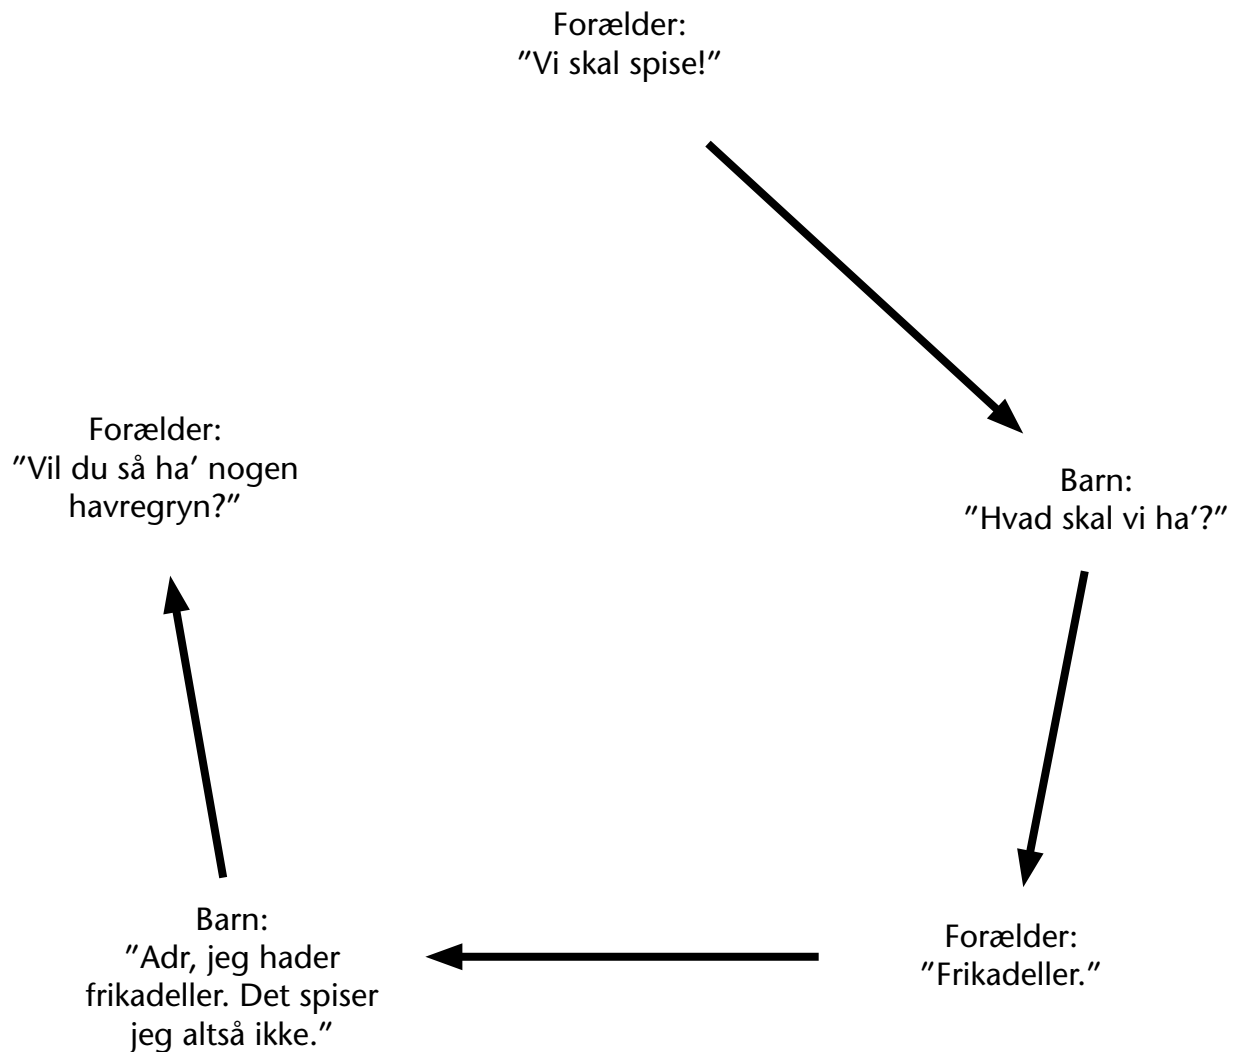 Forælder:
”Vi skal spise!”
Barn:
”Hvad skal vi ha’?”
Forælder:
”Frikadeller.”
Barn:
”Adr, jeg hader
frikadeller. Det spiser
jeg altså ikke.”
Forælder:
”Vil du så ha’ nogen
havregryn?”